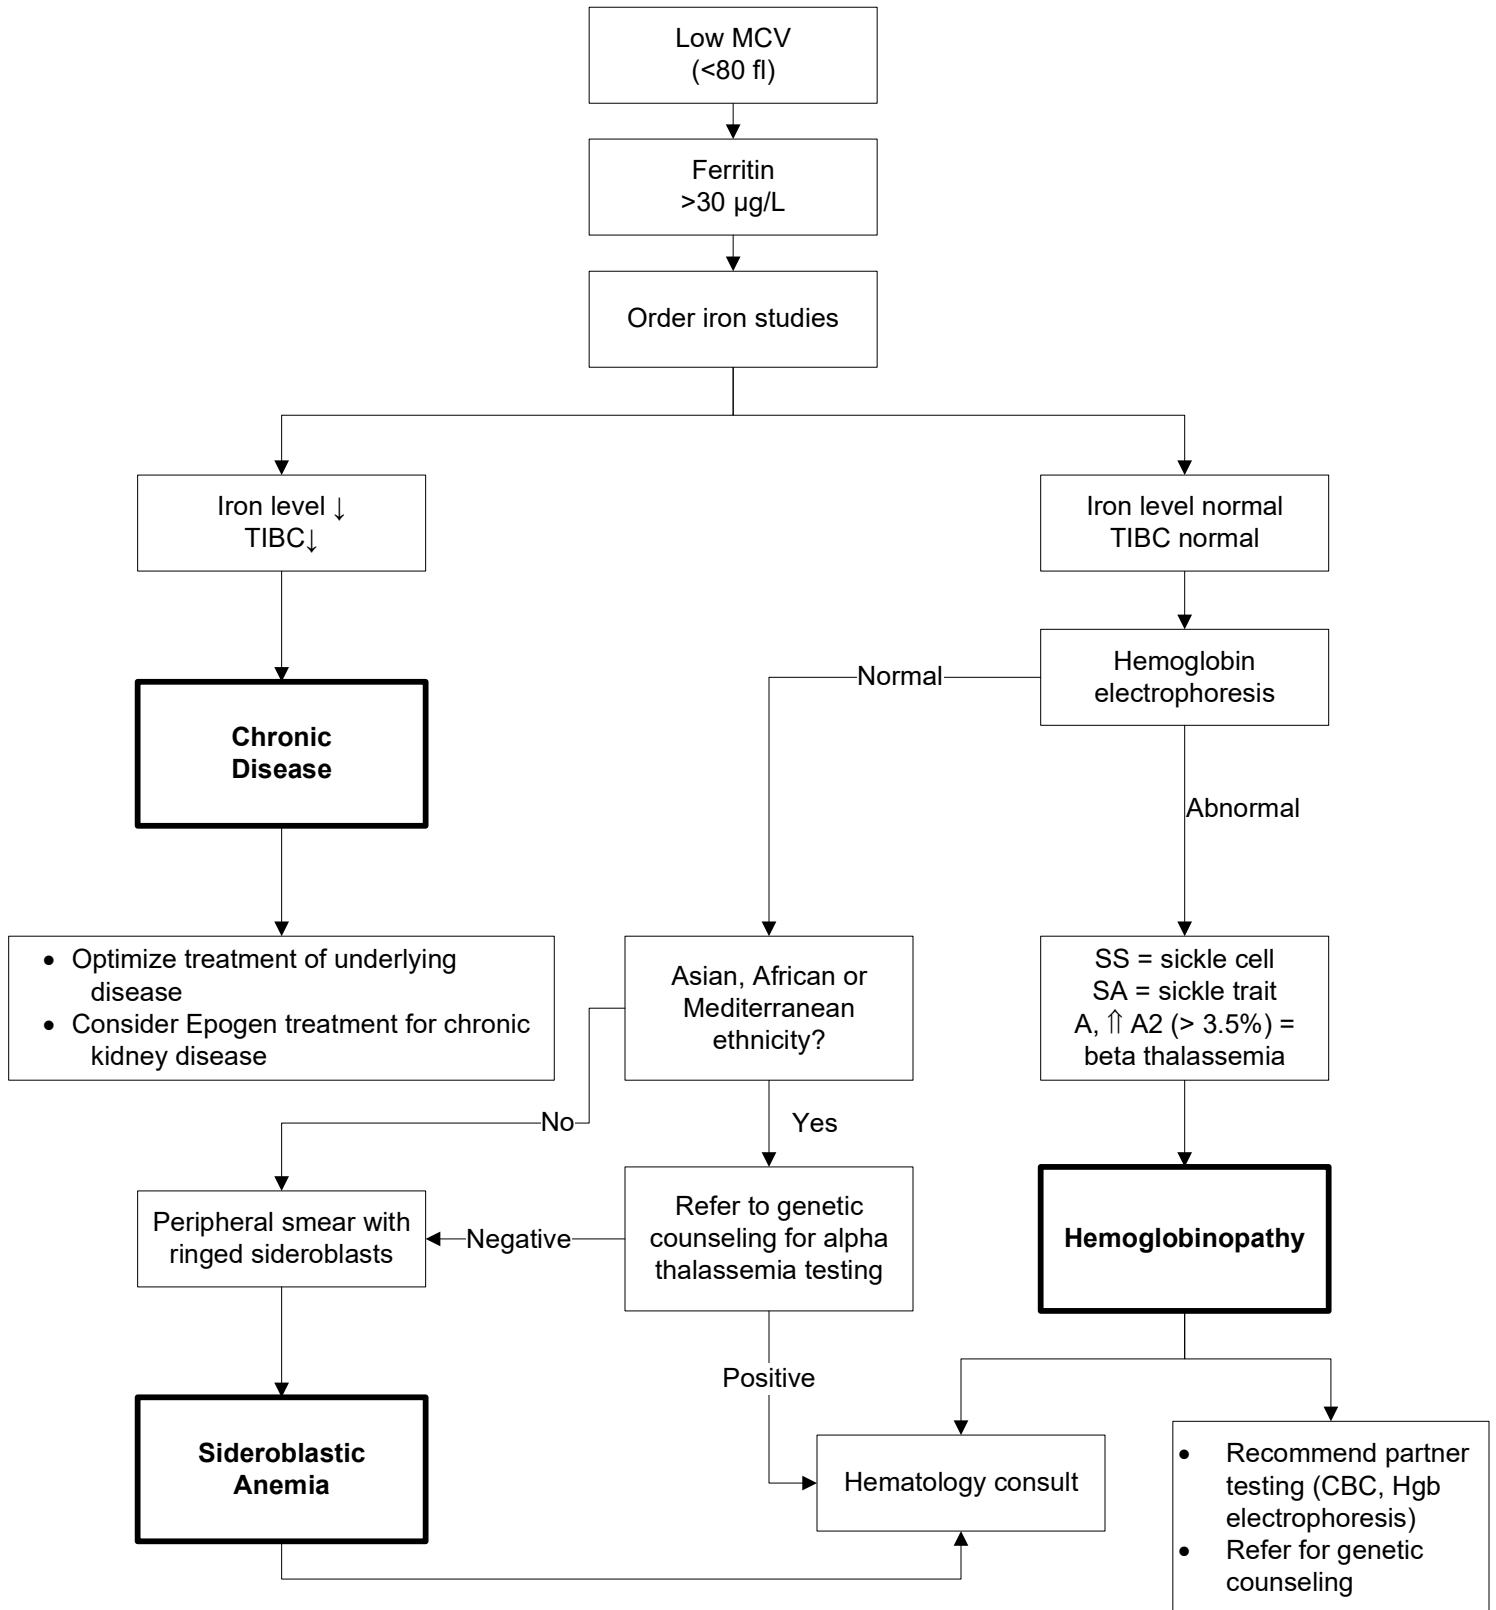 Low MCV
(<80 fl)
Ferritin
>30 µg/L
Order iron studies
Iron level ↓
TIBC↓
Iron level normal
TIBC normal
Hemoglobin
electrophoresis
Normal
Chronic
Disease
Abnormal
• Optimize treatment of underlying
disease
• Consider Epogen treatment for chronic
kidney disease
Asian, African or
Mediterranean
ethnicity?
SS = sickle cell
SA = sickle trait
A, ⇑ A2 (> 3.5%) =
beta thalassemia
No
Yes
Peripheral smear with
ringed sideroblasts
Negative
Refer to genetic
counseling for alpha
thalassemia testing
Hemoglobinopathy
Positive
Sideroblastic
Anemia
Hematology consult
• Recommend partner
testing (CBC, Hgb
electrophoresis)
• Refer for genetic
counseling